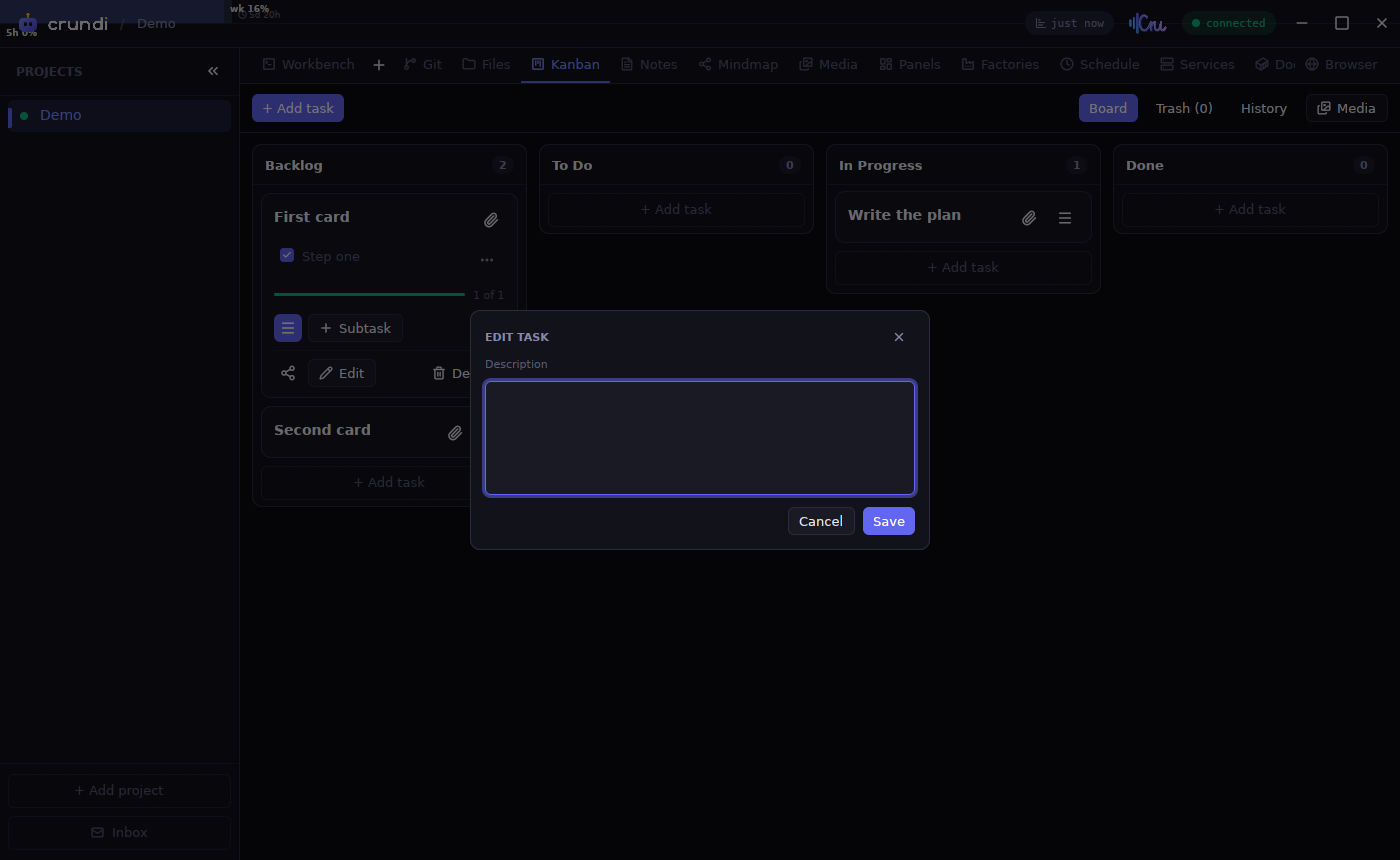 wk 16%
5d 20h
5h 0%
crundi / Demo
just now
Cru
connected
PROJECTS
Workbench
Git
Files
Kanban
Notes
Mindmap
Media
Panels
Factories
Schedule
Services
Doc
Browser
Demo
+ Add task
Board
Trash (0)
History
Media
Backlog 2
To Do 0
In Progress 1
Done 0
First card
+ Add task
Write the plan
+ Add task
Step one
+ Add task
1 of 1
+ Subtask
EDIT TASK
Description
Edit
De
Second card
+ Add task
Cancel
Save
+ Add project
Inbox